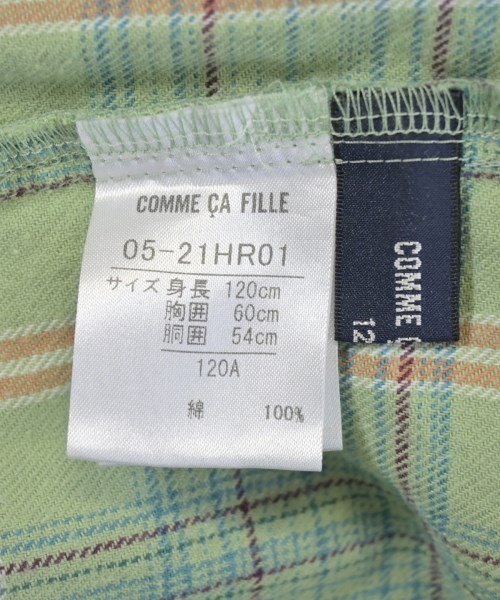 COMME ÇA FILLE
05-21HR01
サイズ 身長 120cm
胸囲 60cm
胴囲 54cm
120A
綿 100%
COMME
12